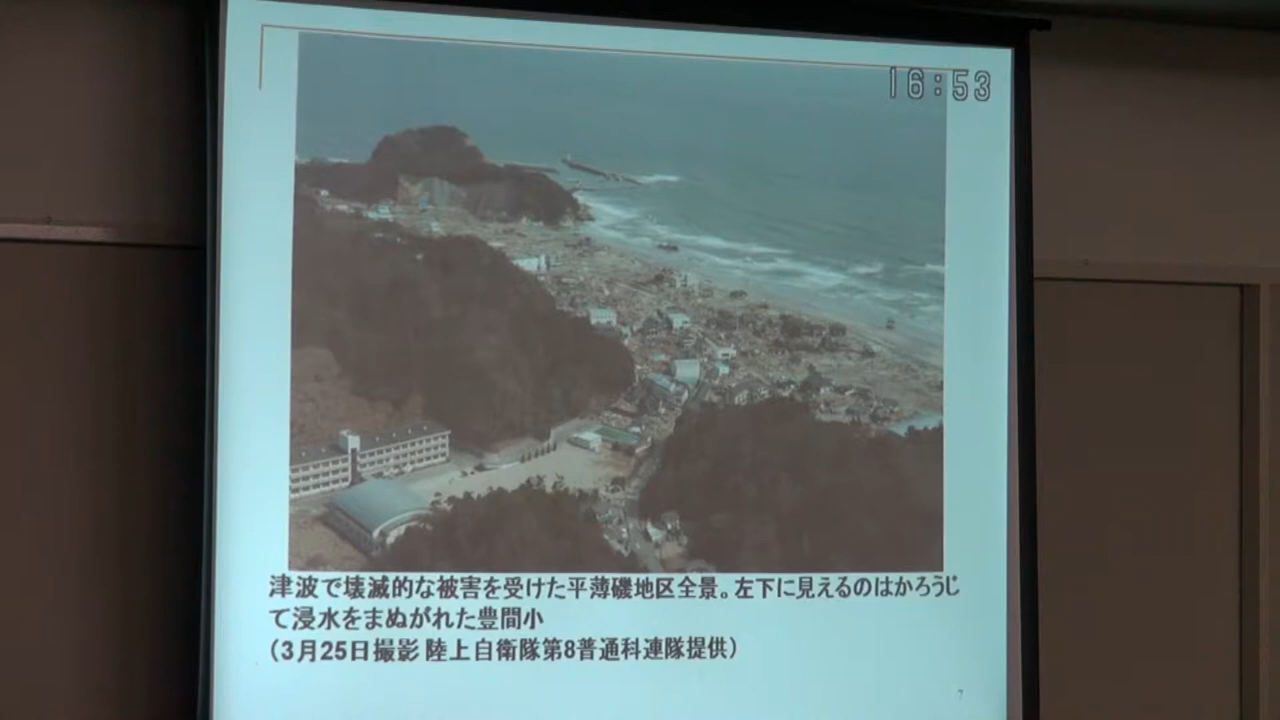 16:53
津波で壊滅的な被害を受けた平薄磯地区全景。左下に見えるのはかろうじ
て浸水をまぬがれた豊間小
（3月25日撮影 陸上自衛隊第8普通科連隊提供）
7